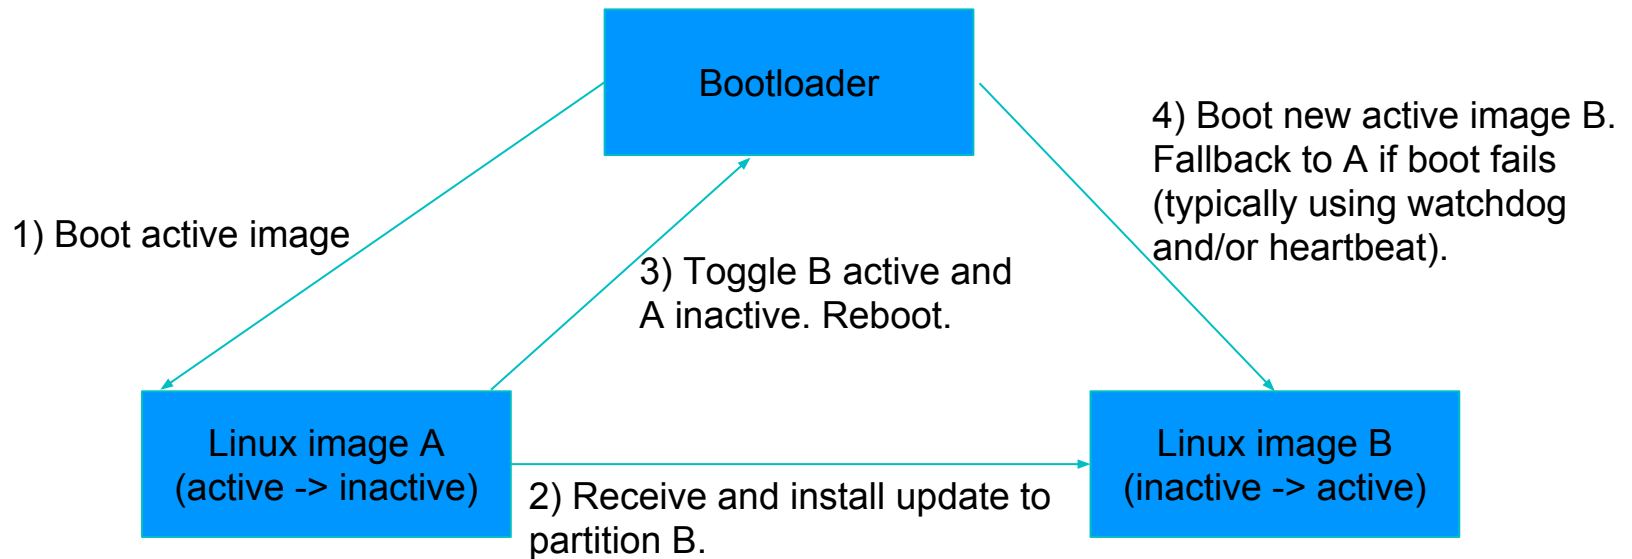 Bootloader
4) Boot new active image B.
Fallback to A if boot fails
(typically using watchdog
and/or heartbeat).
1) Boot active image
3) Toggle B active and
A inactive. Reboot.
Linux image A
(active -> inactive)
Linux image B
(inactive -> active)
2) Receive and install update to
partition B.